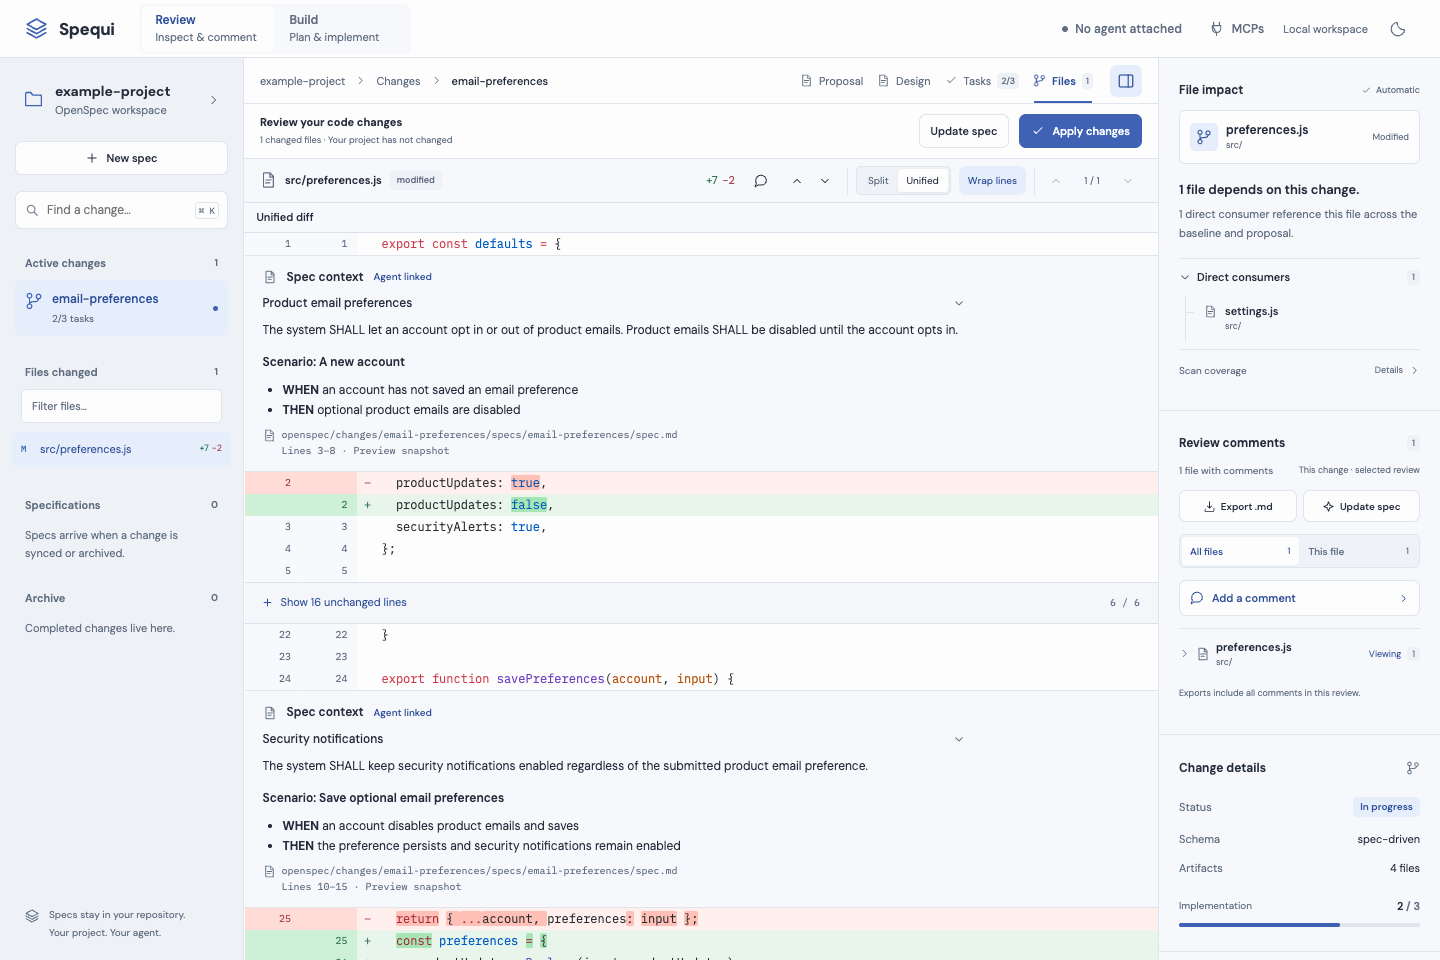 Spequi
Review
Inspect & comment
Build
Plan & implement
No agent attached
MCPs
Local workspace
example-project
OpenSpec workspace
New spec
Find a change...
⌘ K
Active changes 1
email-preferences
2/3 tasks
Files changed 1
Filter files...
M src/preferences.js +7 −2
Specifications 0
Specs arrive when a change is
synced or archived.
Archive 0
Completed changes live here.
Specs stay in your repository.
Your project. Your agent.
example-project > Changes > email-preferences
Proposal
Design
Tasks 2/3
Files 1
Review your code changes
1 changed files · Your project has not changed
Update spec
Apply changes
src/preferences.js modified
+7 −2
Split
Unified
Wrap lines
1 / 1
Unified diff
1 1 export const defaults = {
Spec context Agent linked
Product email preferences
The system SHALL let an account opt in or out of product emails. Product emails SHALL be disabled until the account opts in.
Scenario: A new account
• WHEN an account has not saved an email preference
• THEN optional product emails are disabled
openspec/changes/email-preferences/specs/email-preferences/spec.md
Lines 3–8 · Preview snapshot
2 − productUpdates: true,
2 + productUpdates: false,
3 3 securityAlerts: true,
4 4 };
5 5
+ Show 16 unchanged lines 6 / 6
22 22 }
23 23
24 24 export function savePreferences(account, input) {
Spec context Agent linked
Security notifications
The system SHALL keep security notifications enabled regardless of the submitted product email preference.
Scenario: Save optional email preferences
• WHEN an account disables product emails and saves
• THEN the preference persists and security notifications remain enabled
openspec/changes/email-preferences/specs/email-preferences/spec.md
Lines 10–15 · Preview snapshot
25 − return { ...account, preferences: input };
25 + const preferences = {
File impact
Automatic
preferences.js
src/
Modified
1 file depends on this change.
1 direct consumer reference this file across the
baseline and proposal.
Direct consumers 1
settings.js
src/
Scan coverage
Details
Review comments 1
1 file with comments
This change · selected review
Export .md
Update spec
All files 1
This file 1
Add a comment
preferences.js
src/
Viewing 1
Exports include all comments in this review.
Change details
Status In progress
Schema spec-driven
Artifacts 4 files
Implementation 2 / 3